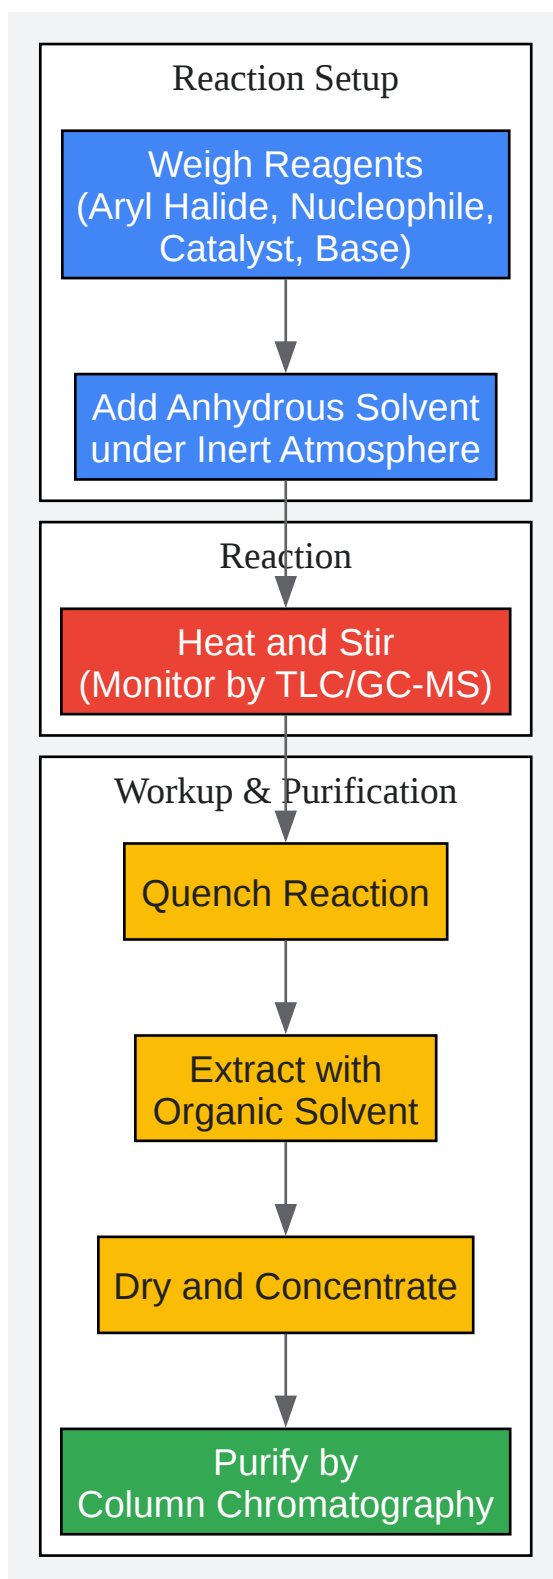 Reaction Setup
Weigh Reagents
(Aryl Halide, Nucleophile,
Catalyst, Base)
Add Anhydrous Solvent
under Inert Atmosphere
Reaction
Heat and Stir
(Monitor by TLC/GC-MS)
Workup & Purification
Quench Reaction
Extract with
Organic Solvent
Dry and Concentrate
Purify by
Column Chromatography